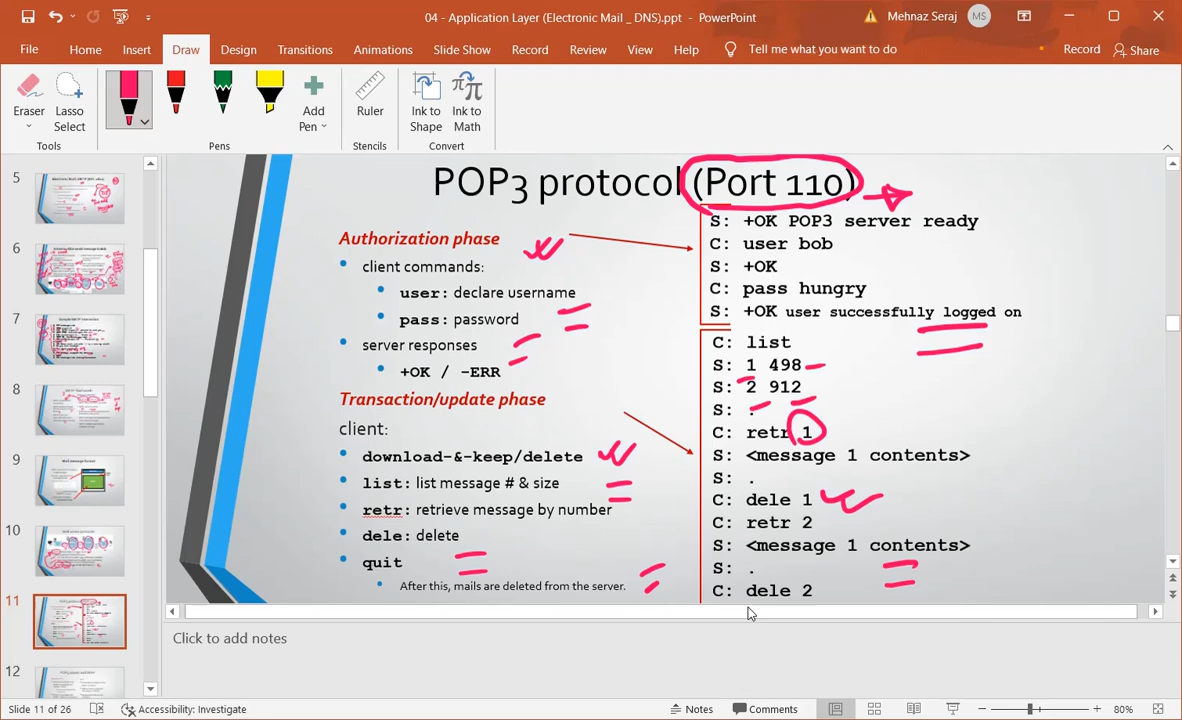 04 - Application Layer (Electronic Mail _ DNS).ppt - PowerPoint
Mehnaz Seraj
MS
File
Home
Insert
Draw
Design
Transitions
Animations
Slide Show
Record
Review
View
Help
Tell me what you want to do
Record
Share
Eraser
Lasso
Select
Add
Pen
Ruler
Ink to
Shape
Ink to
Math
Tools
Pens
Stencils
Convert
5
6
7
8
9
10
11
12
POP3 protocol (Port 110)
Authorization phase
client commands:
user: declare username
pass: password
server responses
+OK / -ERR
Transaction/update phase
client:
download-&-keep/delete
list: list message # & size
retr: retrieve message by number
dele: delete
quit
After this, mails are deleted from the server.
S: +OK POP3 server ready
C: user bob
S: +OK
C: pass hungry
S: +OK user successfully logged on
C: list
S: 1 498
S: 2 912
S: .
C: retr 1
S: <message 1 contents>
S: .
C: dele 1
C: retr 2
S: <message 1 contents>
S: .
C: dele 2
Click to add notes
Slide 11 of 26
Accessibility: Investigate
Notes
Comments
80%